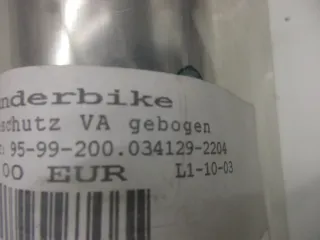 nderbike
schutz VA gebogen
: 95-99-200.034129-2204
00 EUR L1-10-03